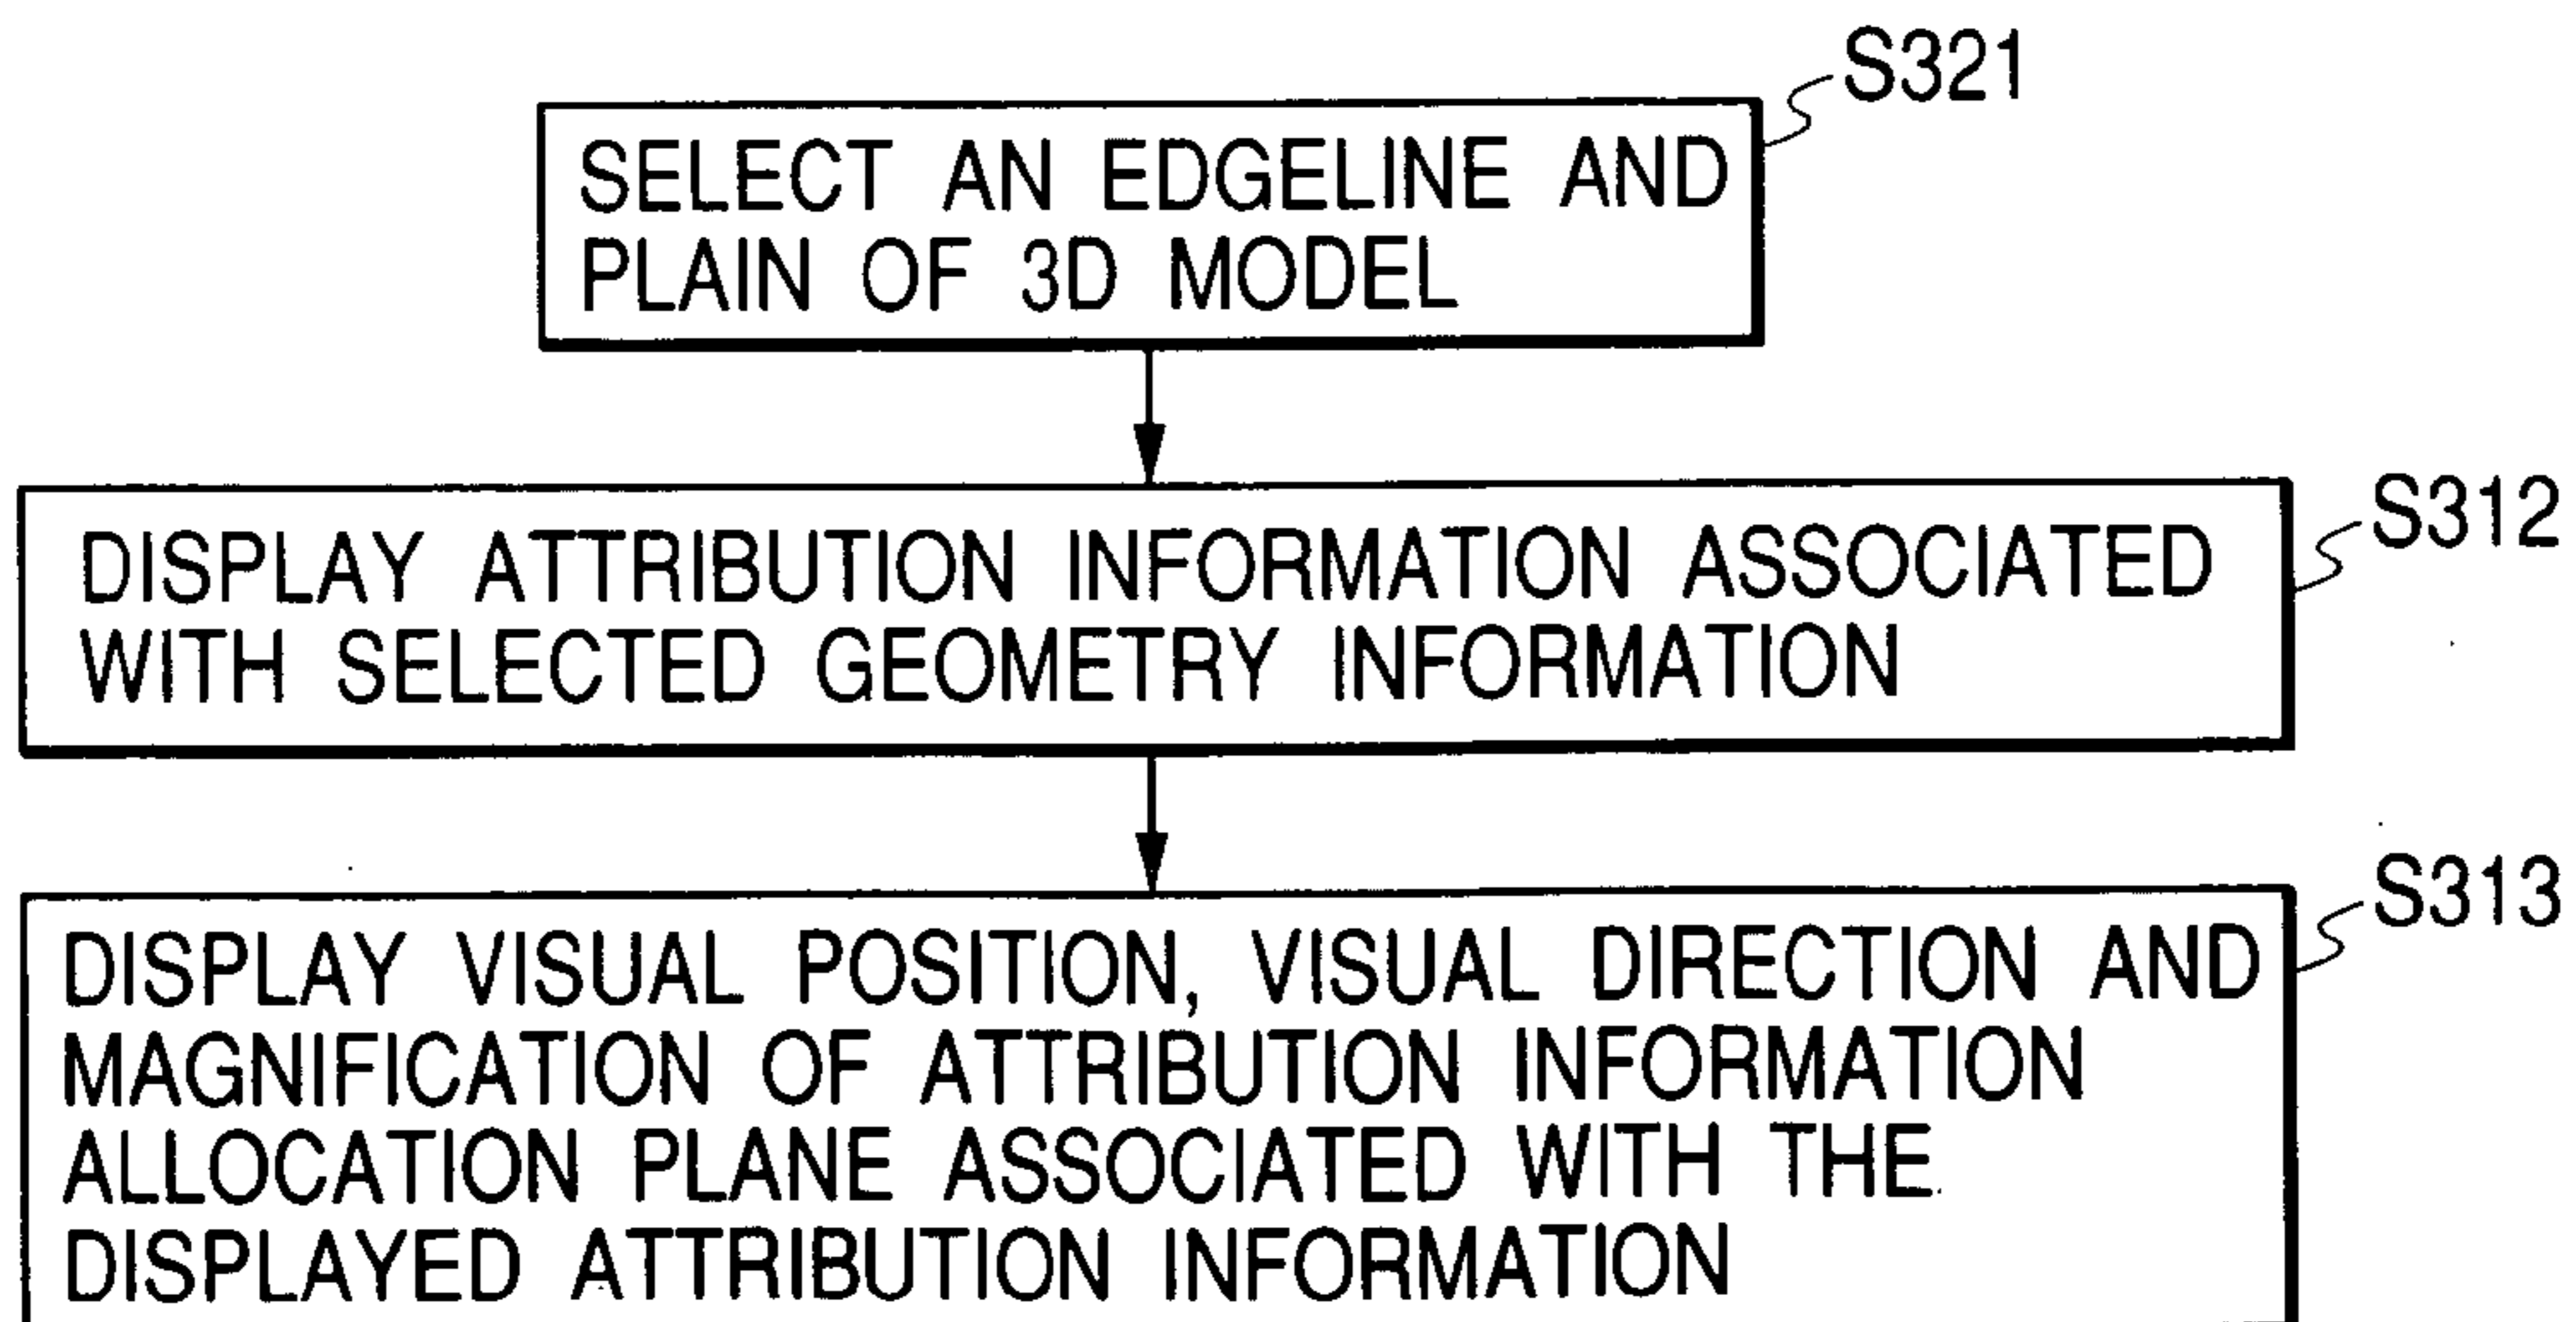 S321
SELECT AN EDGELINE AND
PLAIN OF 3D MODEL
S312
DISPLAY ATTRIBUTION INFORMATION ASSOCIATED
WITH SELECTED GEOMETRY INFORMATION
S313
DISPLAY VISUAL POSITION, VISUAL DIRECTION AND
MAGNIFICATION OF ATTRIBUTION INFORMATION
ALLOCATION PLANE ASSOCIATED WITH THE
DISPLAYED ATTRIBUTION INFORMATION